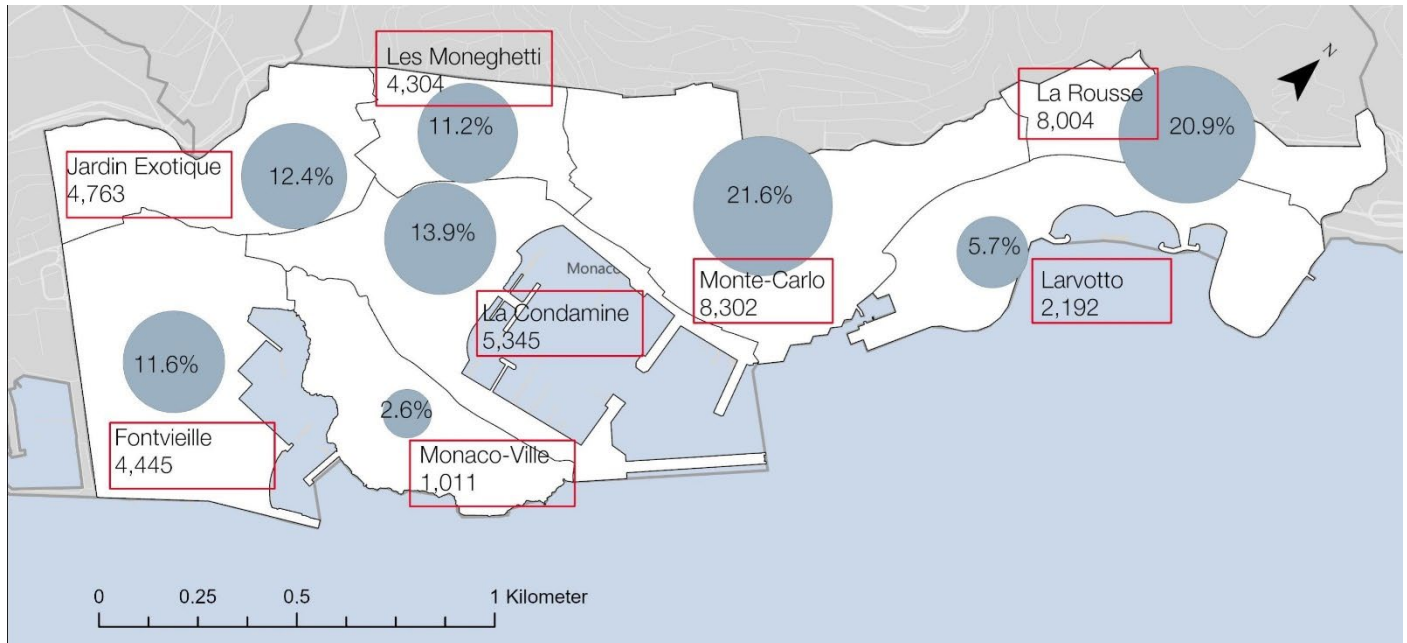 Les Moneghetti
4,304
11.2%
La Rousse
8,004
20.9%
N
Jardin Exotique
4,763
12.4%
13.9%
21.6%
5.7%
Monaco
La Condamine
5,345
Monte-Carlo
8,302
Larvotto
2,192
11.6%
Fontvieille
4,445
2.6%
Monaco-Ville
1,011
0 0.25 0.5 1 Kilometer